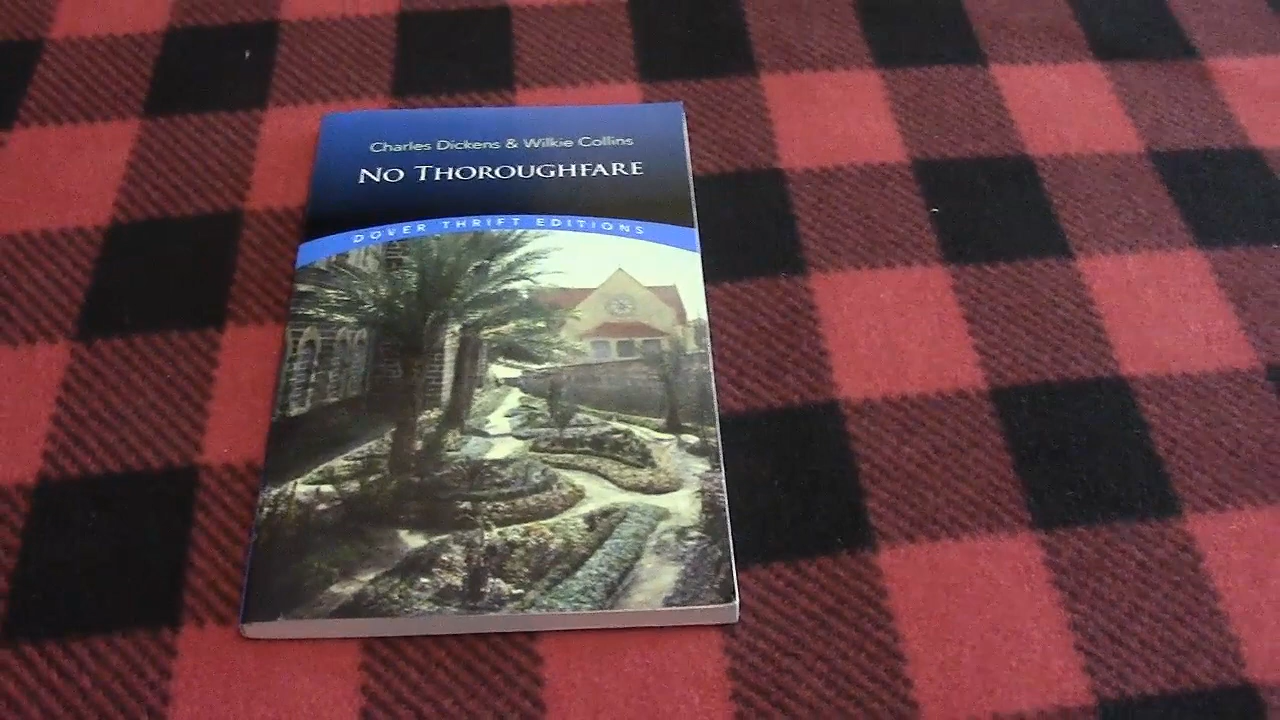 Charles Dickens & Wilkie Collins
NO THOROUGHFARE
DOVER THRIFT EDITIONS